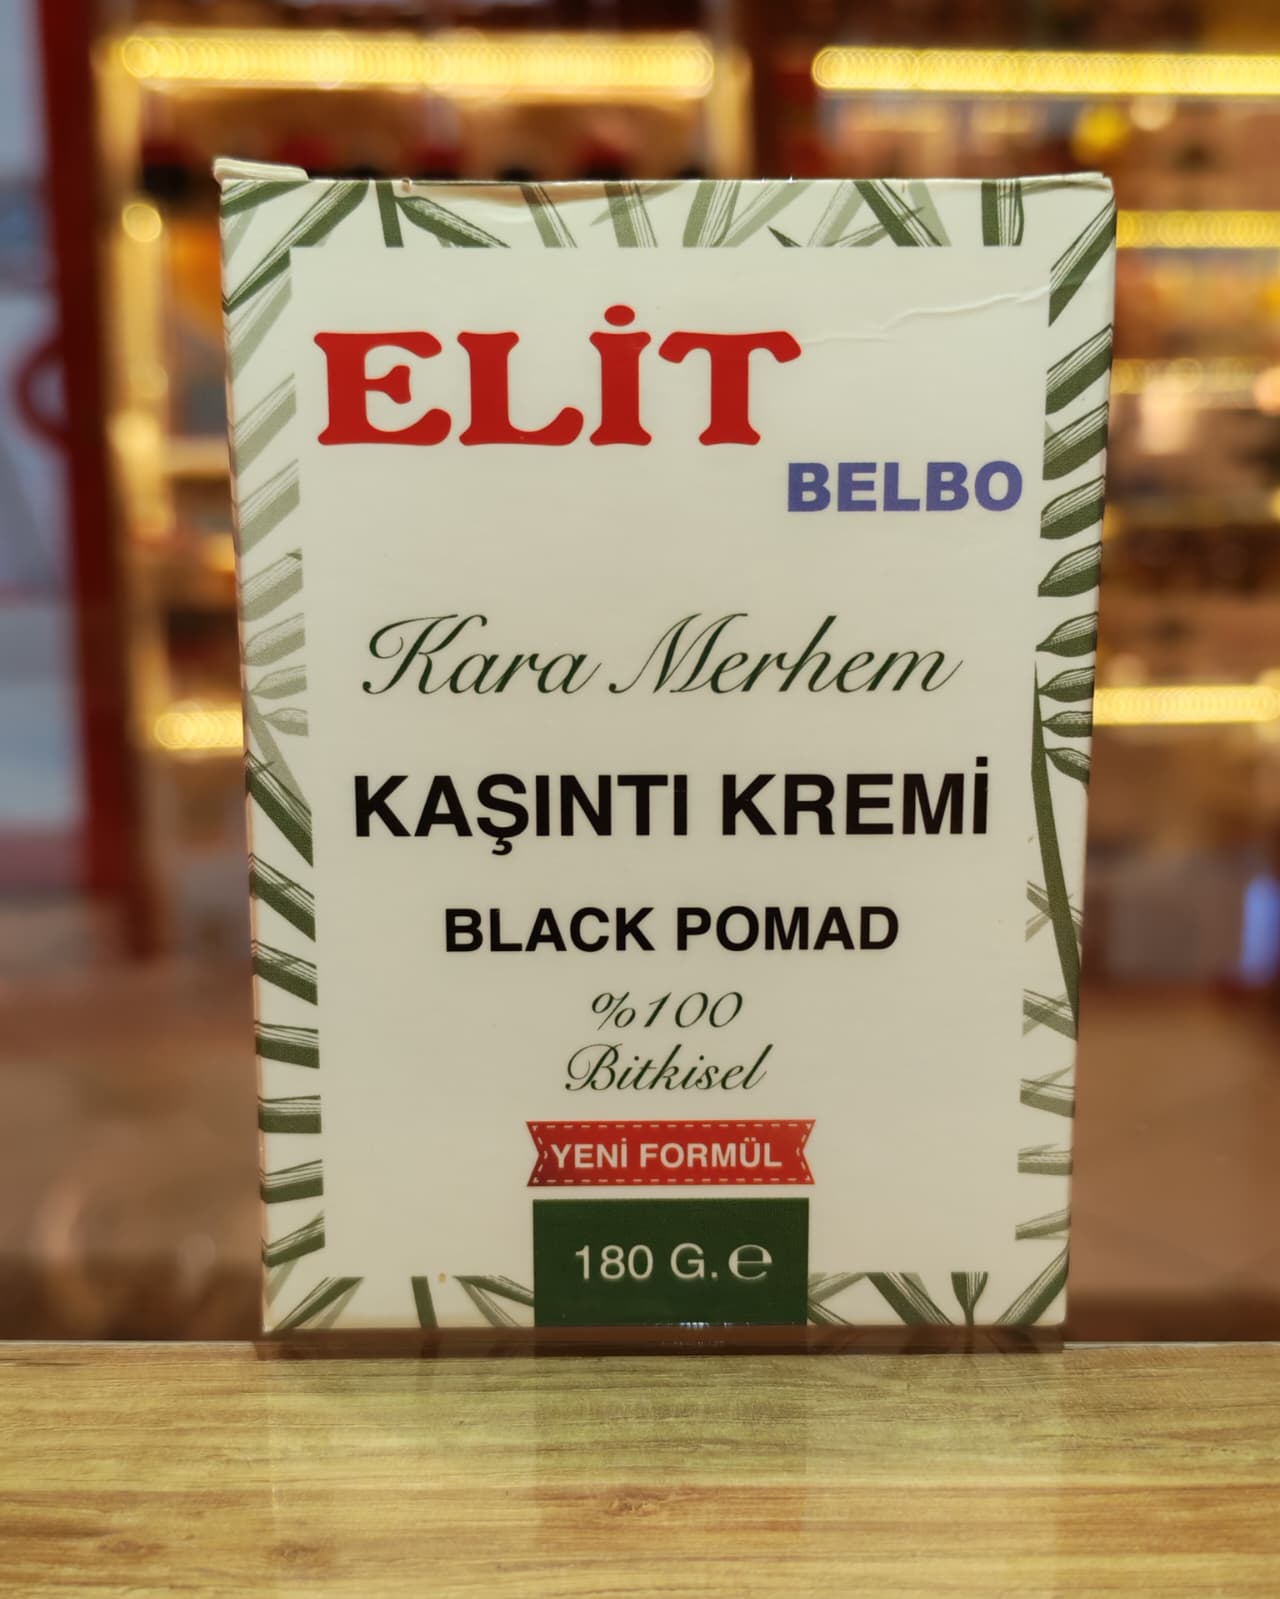 ELİT
BELBO
Kara Merhem
KAŞINTI KREMİ
BLACK POMAD
%100
Bitkisel
YENİ FORMÜL
180 G. ℮